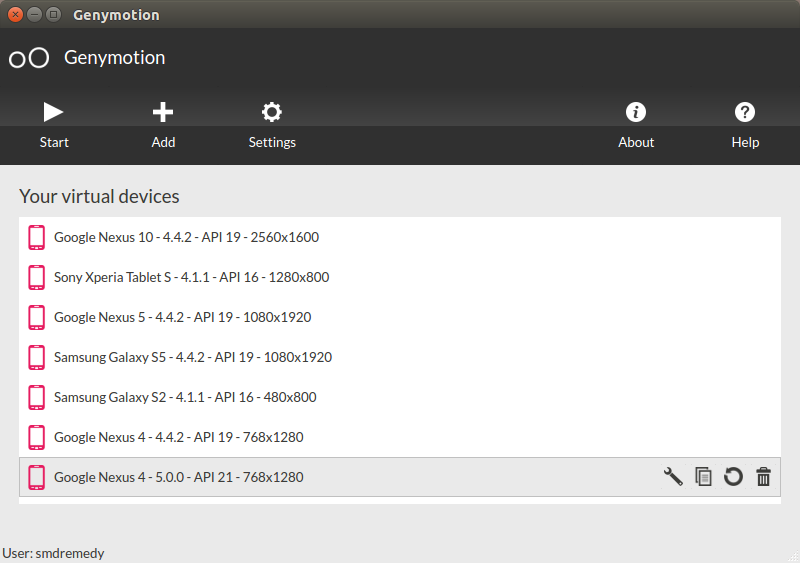 Genymotion
Genymotion
Start Add Settings About Help
Your virtual devices
Google Nexus 10 - 4.4.2 - API 19 - 2560x1600
Sony Xperia Tablet S - 4.1.1 - API 16 - 1280x800
Google Nexus 5 - 4.4.2 - API 19 - 1080x1920
Samsung Galaxy S5 - 4.4.2 - API 19 - 1080x1920
Samsung Galaxy S2 - 4.1.1 - API 16 - 480x800
Google Nexus 4 - 4.4.2 - API 19 - 768x1280
Google Nexus 4 - 5.0.0 - API 21 - 768x1280
User: smdremedy